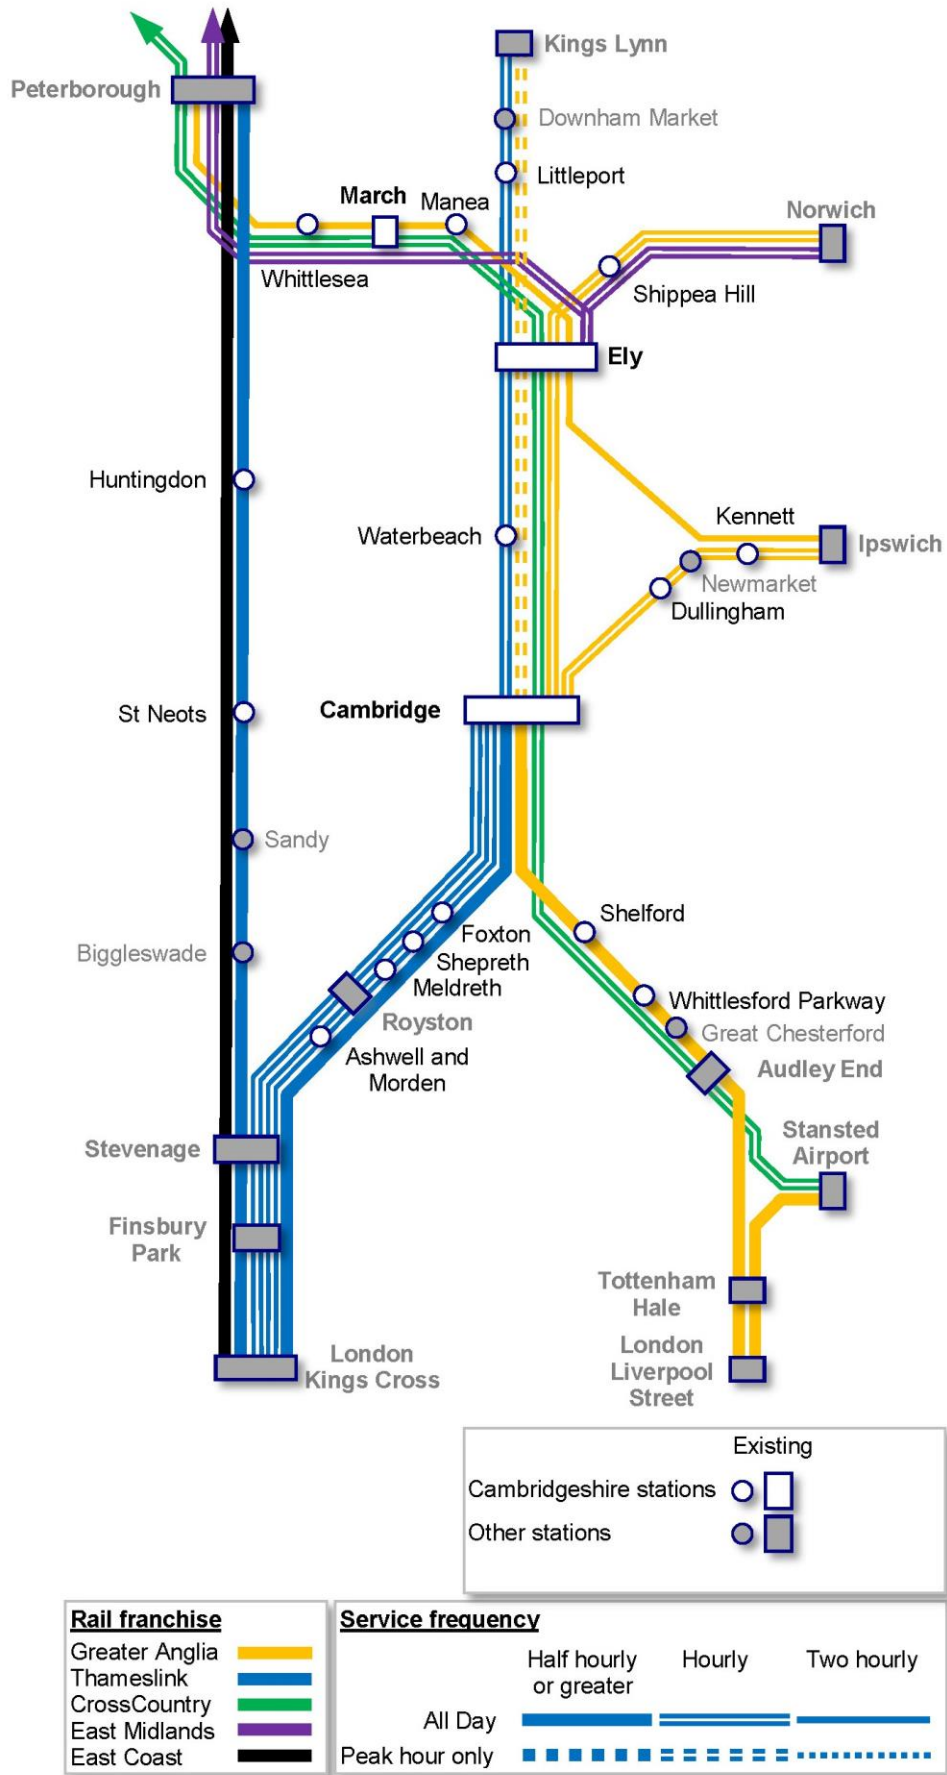 Kings Lynn
Peterborough
Downham Market
Littleport
March
Manea
Norwich
Whittlesea
Shippea Hill
Ely
Huntingdon
Kennett
Waterbeach
Ipswich
Newmarket
Dullingham
Cambridge
St Neots
Sandy
Shelford
Foxton
Biggleswade
Shepreth
Meldreth
Whittlesford Parkway
Royston
Great Chesterford
Ashwell and
Morden
Audley End
Stansted
Airport
Stevenage
Finsbury
Park
Tottenham
Hale
London
Kings Cross
London
Liverpool
Street
Existing
Cambridgeshire stations
Other stations
Rail franchise
Greater Anglia
Thameslink
CrossCountry
East Midlands
East Coast
Service frequency
Half hourly
or greater
Hourly
Two hourly
All Day
Peak hour only